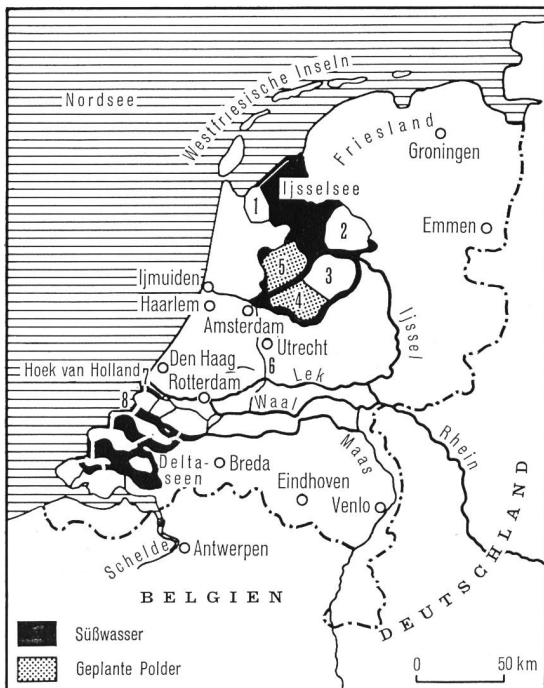 Nordsee
Westfriesische Inseln
Friesland
Groningen
Ijsselsee
1
2
Emmen
5
3
4
Ijmuiden
Haarlem
Amsterdam
Ijssel
Utrecht
6
Den Haag
Hoek van Holland
7
Rotterdam
Lek
8
Waal
Maas
Rhein
Delta-
seen
Breda
Eindhoven
Venlo
Schelde
Antwerpen
BELGIEN
DEUTSCHLAND
Süßwasser
Geplante Polder
0 50 km